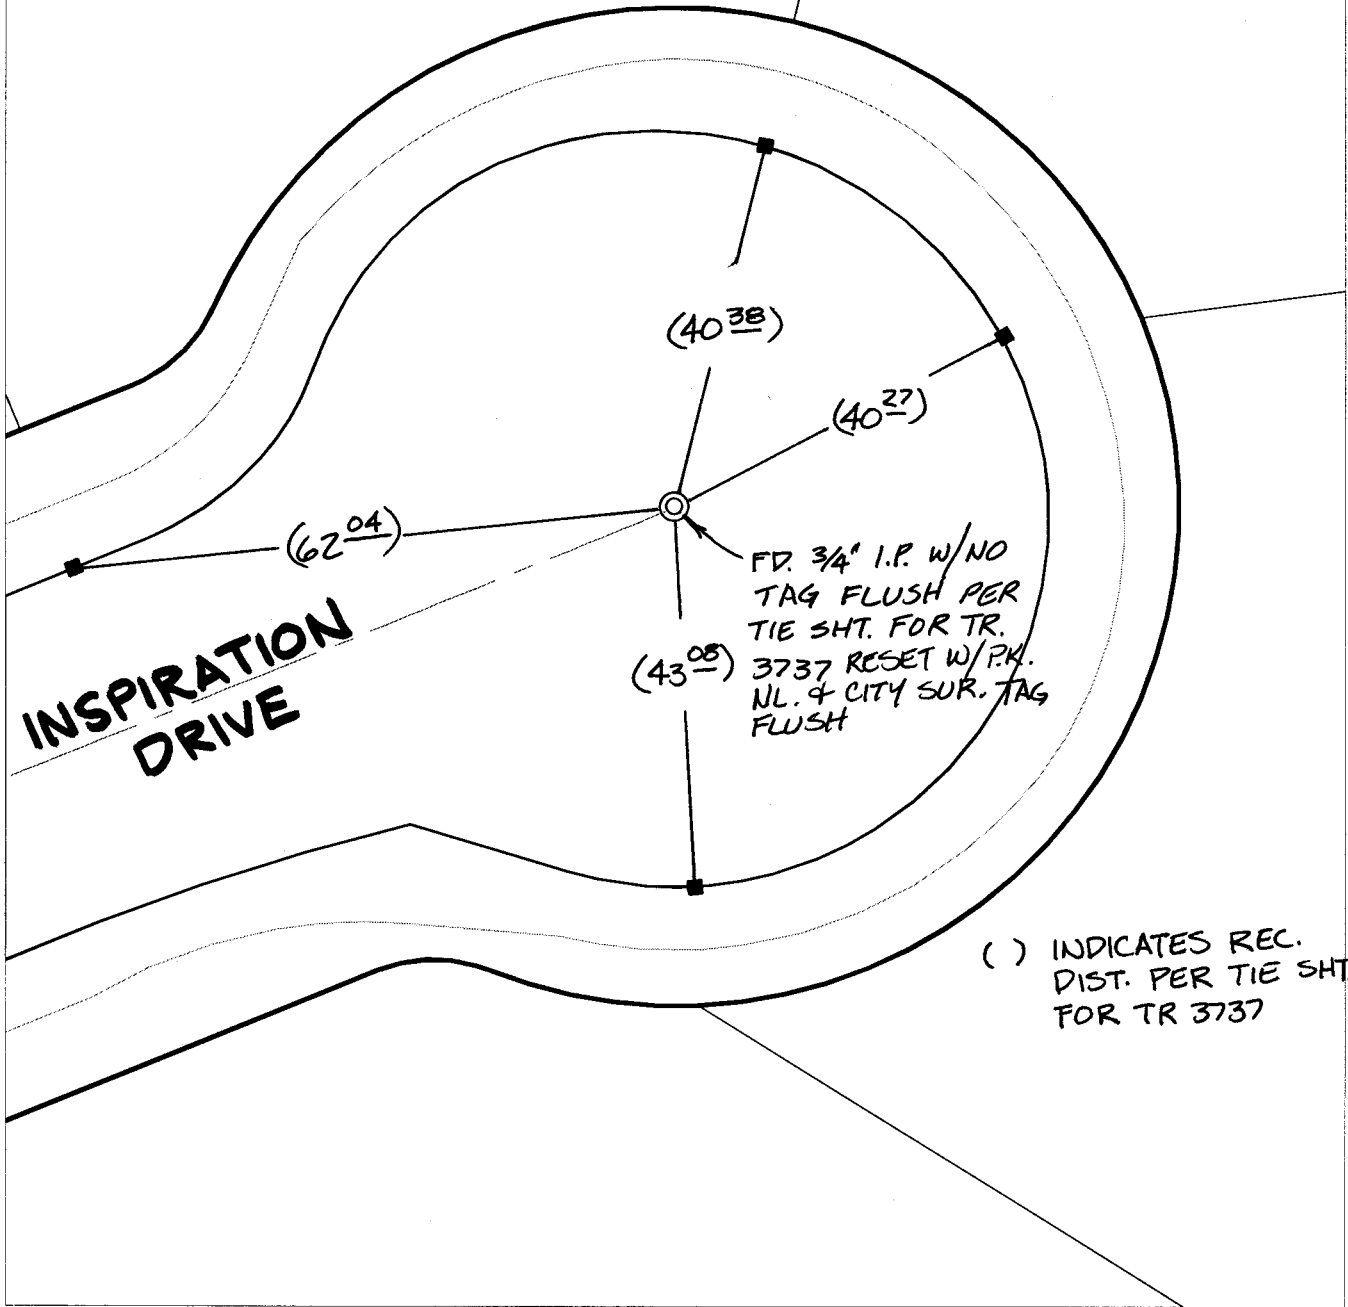 (40 38)
(40 27)
(62 04)
FD. 3/4" I.P. W/NO
TAG FLUSH PER
TIE SHT. FOR TR.
3737 RESET W/P.K.
NL. & CITY SUR. TAG
FLUSH
(43 08)
INSPIRATION
DRIVE
( ) INDICATES REC.
DIST. PER TIE SHT
FOR TR 3737